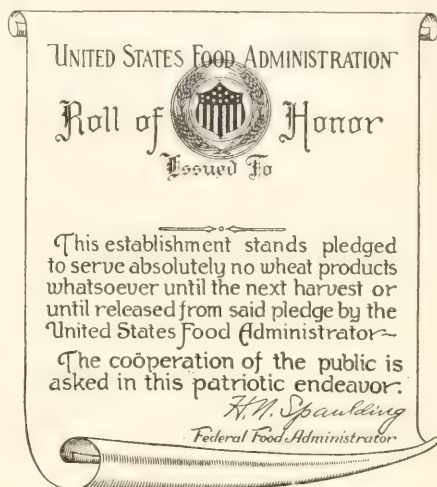 UNITED STATES FOOD ADMINISTRATION
Roll of Honor
Issued To
This establishment stands pledged
to serve absolutely no wheat products
whatsoever until the next harvest or
until released from said pledge by the
United States Food Administrator~
The coöperation of the public is
asked in this patriotic endeavor.
H. N. Spaulding
Federal Food Administrator